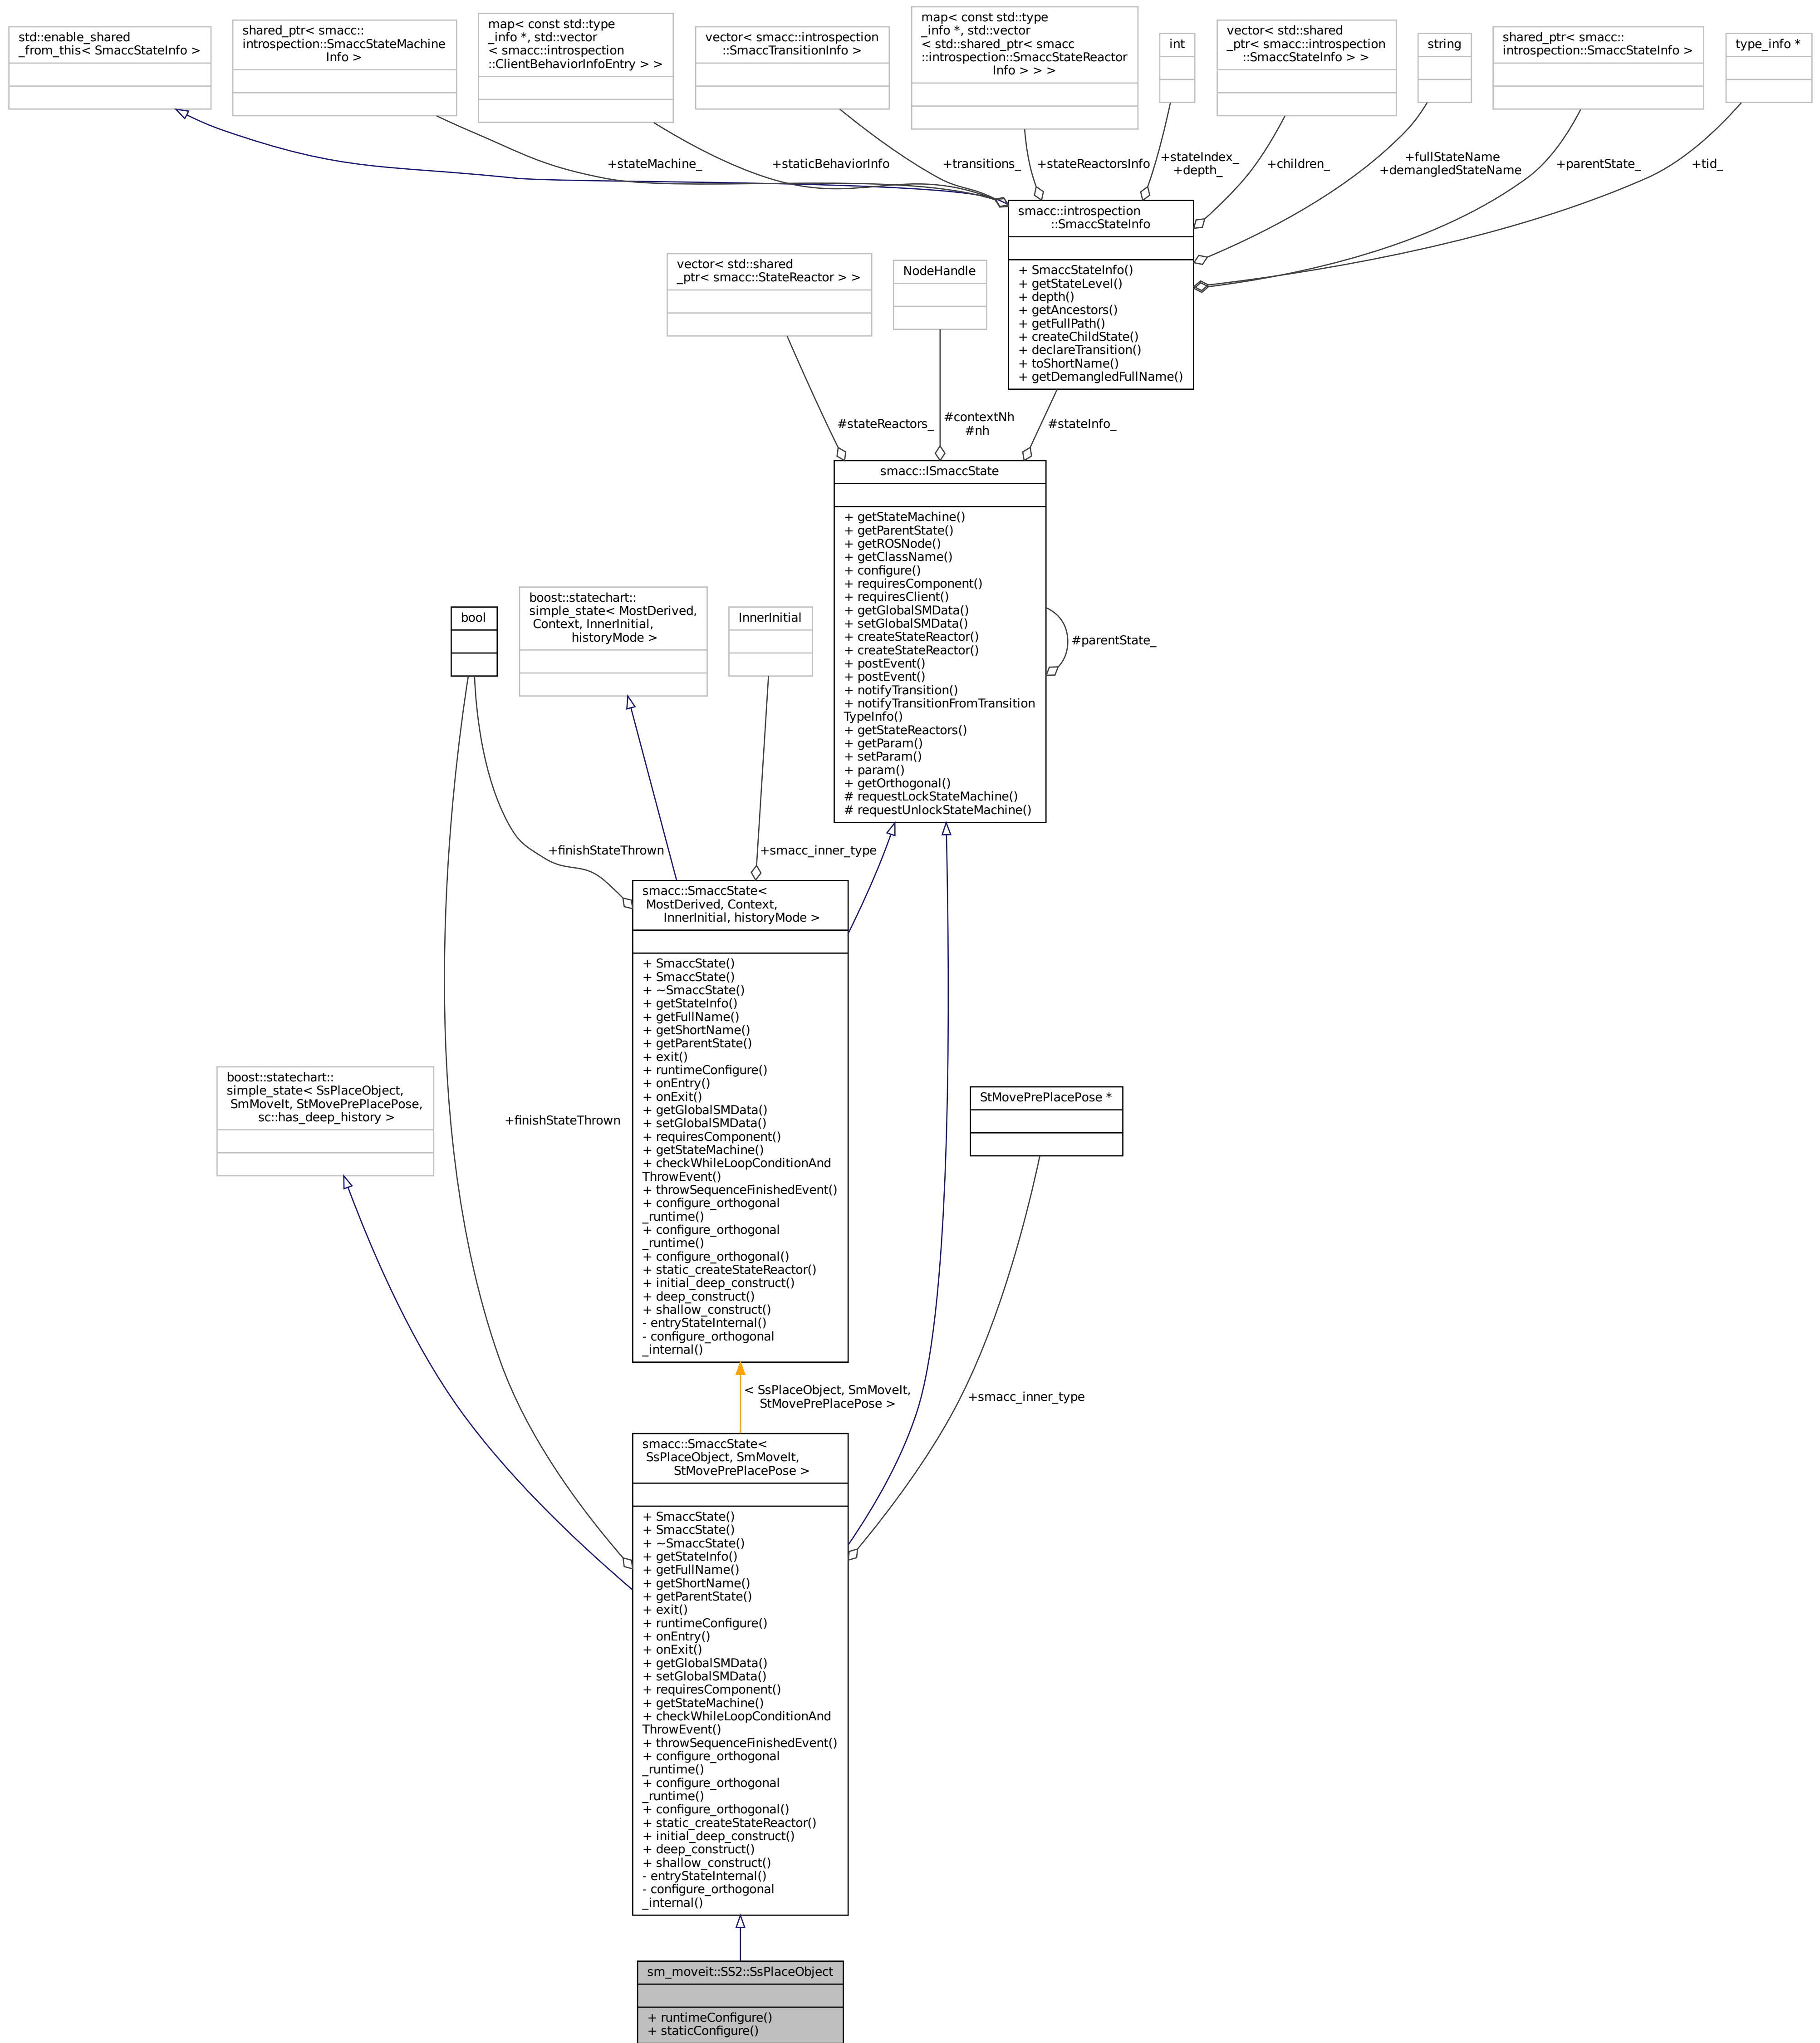 std::enable_shared
_from_this< SmaccStateInfo >
shared_ptr< smacc::
introspection::SmaccStateMachine
Info >
map< const std::type
_info *, std::vector
< smacc::introspection
::ClientBehaviorInfoEntry > >
vector< smacc::introspection
::SmaccTransitionInfo >
map< const std::type
_info *, std::vector
< std::shared_ptr< smacc
::introspection::SmaccStateReactor
Info > > >
int
vector< std::shared
_ptr< smacc::introspection
::SmaccStateInfo > >
string
shared_ptr< smacc::
introspection::SmaccStateInfo >
type_info *
+stateMachine_
+staticBehaviorInfo
+transitions_
+stateReactorsInfo
+stateIndex_
+depth_
+children_
+fullStateName
+demangledStateName
+parentState_
+tid_
smacc::introspection
::SmaccStateInfo
+ SmaccStateInfo()
+ getStateLevel()
+ depth()
+ getAncestors()
+ getFullPath()
+ createChildState()
+ declareTransition()
+ toShortName()
+ getDemangledFullName()
vector< std::shared
_ptr< smacc::StateReactor > >
NodeHandle
#stateReactors_
#contextNh
#nh
#stateInfo_
smacc::ISmaccState
+ getStateMachine()
+ getParentState()
+ getROSNode()
+ getClassName()
+ configure()
+ requiresComponent()
+ requiresClient()
+ getGlobalSMData()
+ setGlobalSMData()
+ createStateReactor()
+ createStateReactor()
+ postEvent()
+ postEvent()
+ notifyTransition()
+ notifyTransitionFromTransition
TypeInfo()
+ getStateReactors()
+ getParam()
+ setParam()
+ param()
+ getOrthogonal()
# requestLockStateMachine()
# requestUnlockStateMachine()
#parentState_
bool
boost::statechart::
simple_state< MostDerived,
Context, InnerInitial,
historyMode >
InnerInitial
+finishStateThrown
+smacc_inner_type
smacc::SmaccState<
MostDerived, Context,
InnerInitial, historyMode >
+ SmaccState()
+ SmaccState()
+ ~SmaccState()
+ getStateInfo()
+ getFullName()
+ getShortName()
+ getParentState()
+ exit()
+ runtimeConfigure()
+ onEntry()
+ onExit()
+ getGlobalSMData()
+ setGlobalSMData()
+ requiresComponent()
+ getStateMachine()
+ checkWhileLoopConditionAnd
ThrowEvent()
+ throwSequenceFinishedEvent()
+ configure_orthogonal
_runtime()
+ configure_orthogonal
_runtime()
+ configure_orthogonal()
+ static_createStateReactor()
+ initial_deep_construct()
+ deep_construct()
+ shallow_construct()
- entryStateInternal()
- configure_orthogonal
_internal()
boost::statechart::
simple_state< SsPlaceObject,
SmMoveIt, StMovePrePlacePose,
sc::has_deep_history >
+finishStateThrown
StMovePrePlacePose *
< SsPlaceObject, SmMoveIt,
StMovePrePlacePose >
+smacc_inner_type
smacc::SmaccState<
SsPlaceObject, SmMoveIt,
StMovePrePlacePose >
+ SmaccState()
+ SmaccState()
+ ~SmaccState()
+ getStateInfo()
+ getFullName()
+ getShortName()
+ getParentState()
+ exit()
+ runtimeConfigure()
+ onEntry()
+ onExit()
+ getGlobalSMData()
+ setGlobalSMData()
+ requiresComponent()
+ getStateMachine()
+ checkWhileLoopConditionAnd
ThrowEvent()
+ throwSequenceFinishedEvent()
+ configure_orthogonal
_runtime()
+ configure_orthogonal
_runtime()
+ configure_orthogonal()
+ static_createStateReactor()
+ initial_deep_construct()
+ deep_construct()
+ shallow_construct()
- entryStateInternal()
- configure_orthogonal
_internal()
sm_moveit::SS2::SsPlaceObject
+ runtimeConfigure()
+ staticConfigure()